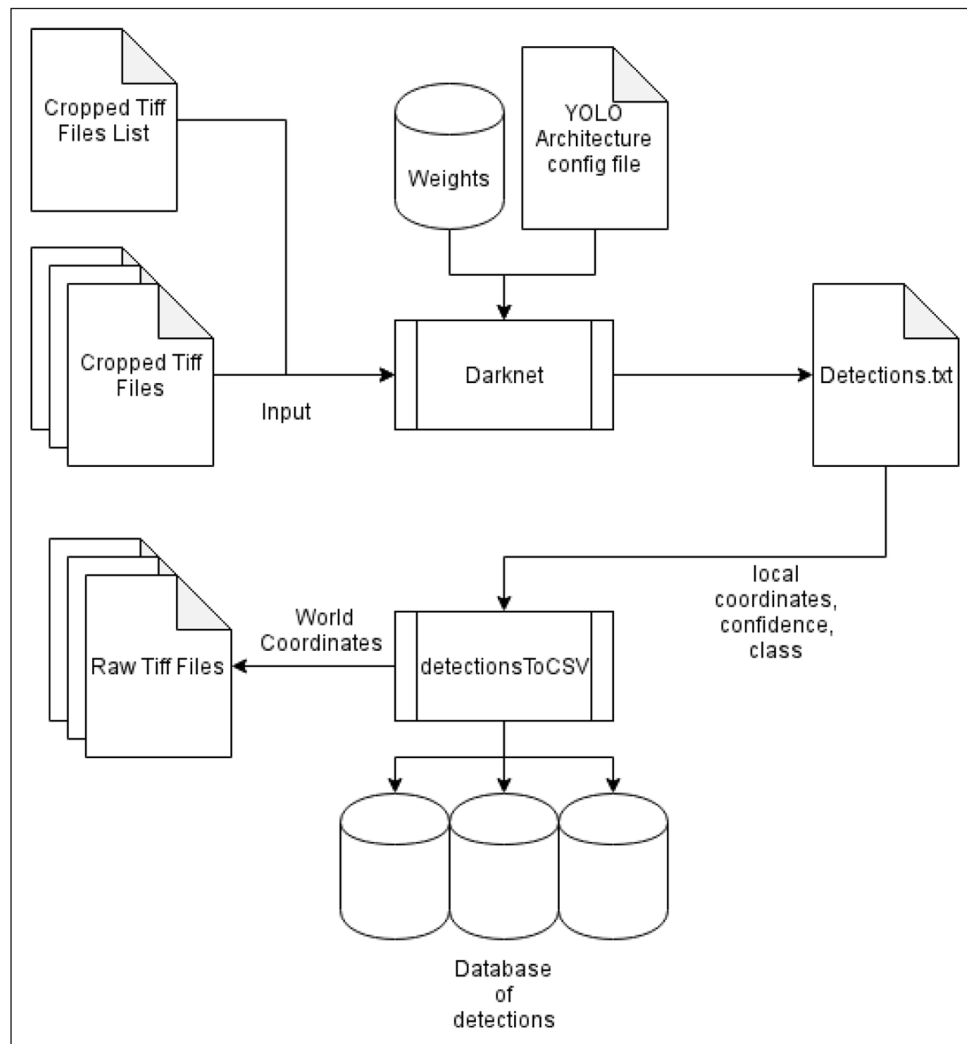 Cropped Tiff
Files List
Weights
YOLO
Architecture
config file
Cropped Tiff
Files
Input
Darknet
Detections.txt
local
coordinates,
confidence,
class
World
Coordinates
Raw Tiff Files
detectionsToCSV
Database
of
detections